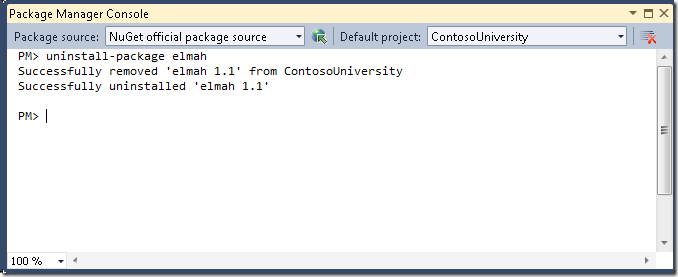 Package Manager Console
Package source: NuGet official package source Default project: ContosoUniversity
PM> uninstall-package elmah
Successfully removed 'elmah 1.1' from ContosoUniversity
Successfully uninstalled 'elmah 1.1'
PM>
100 %